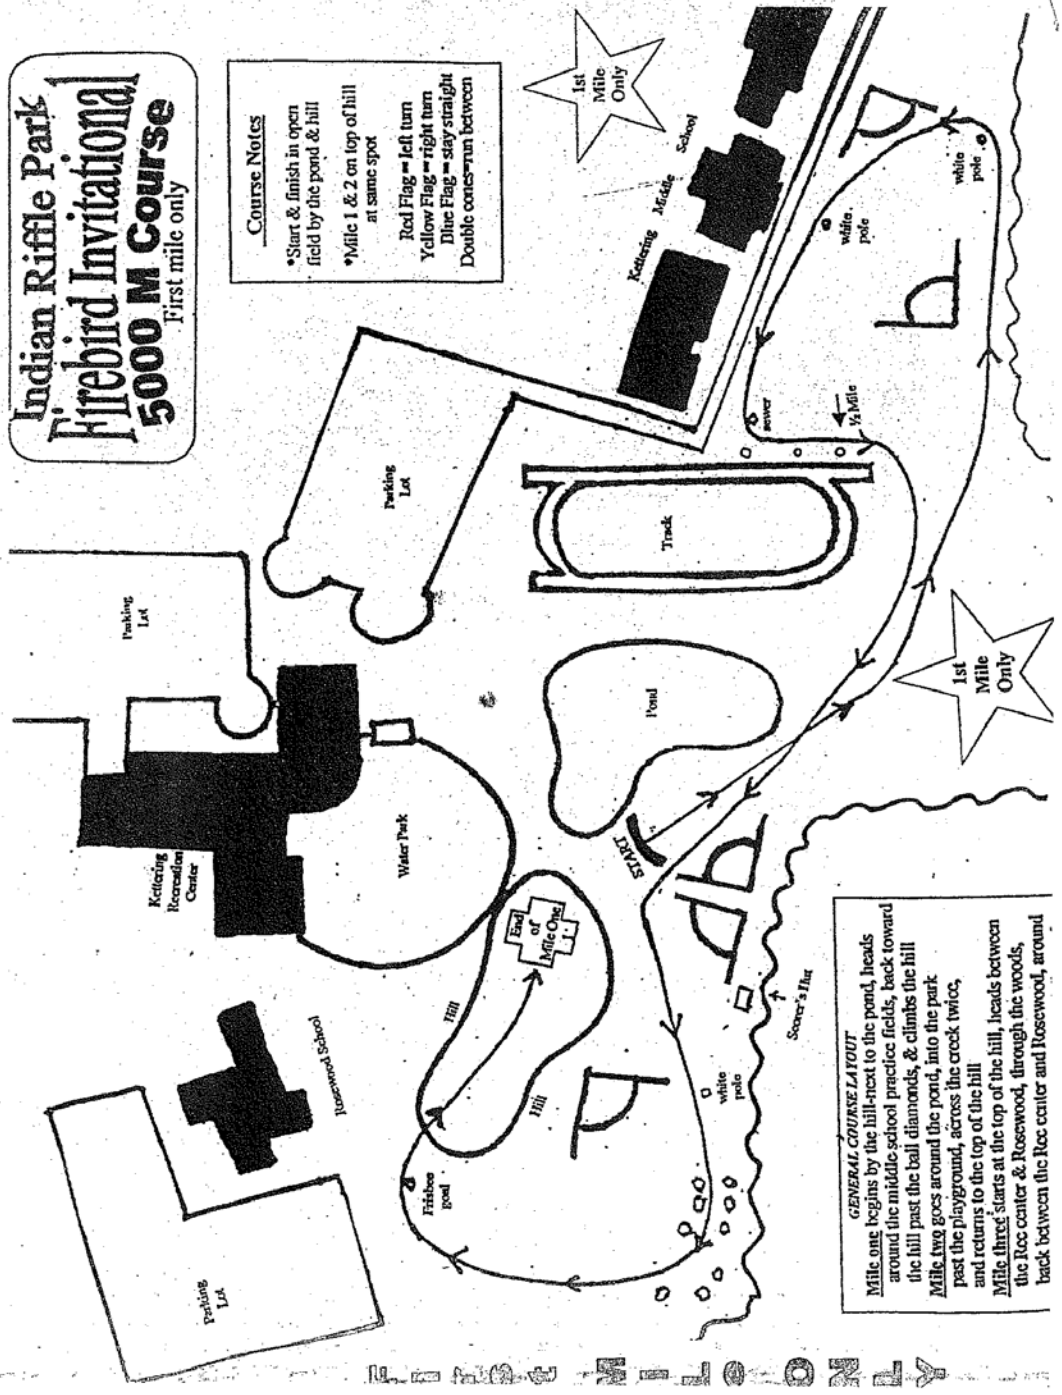 Indian Riffle Park
Firebird Invitational
5000 M Course
First mile only
Course Notes
*Start & finish in open
field by the pond & hill
*Mile 1 & 2 on top of hill
at same spot
Red Flag = left turn
Yellow Flag = right turn
Blue Flag = stay straight
Double cones=run between
1st
Mile
Only
Kettering Middle School
Parking
Lot
Parking
Lot
Track
sewer
½ Mile
white
pole
white
pole
Kettering
Recreation
Center
Water Park
Pond
START
1st
Mile
Only
Rosewood School
Parking
Lot
Hill
End
of
Mile One
Hill
Frisbee
goal
white
pole
Scorer's Hut
GENERAL COURSE LAYOUT
Mile one begins by the hill-next to the pond, heads
around the middle school practice fields, back toward
the hill past the ball diamonds, & climbs the hill
Mile two goes around the pond, into the park
past the playground, across the creek twice,
and returns to the top of the hill
Mile three starts at the top of the hill, heads between
the Rec center & Rosewood, through the woods,
back between the Rec center and Rosewood, around
First Mile ONLY